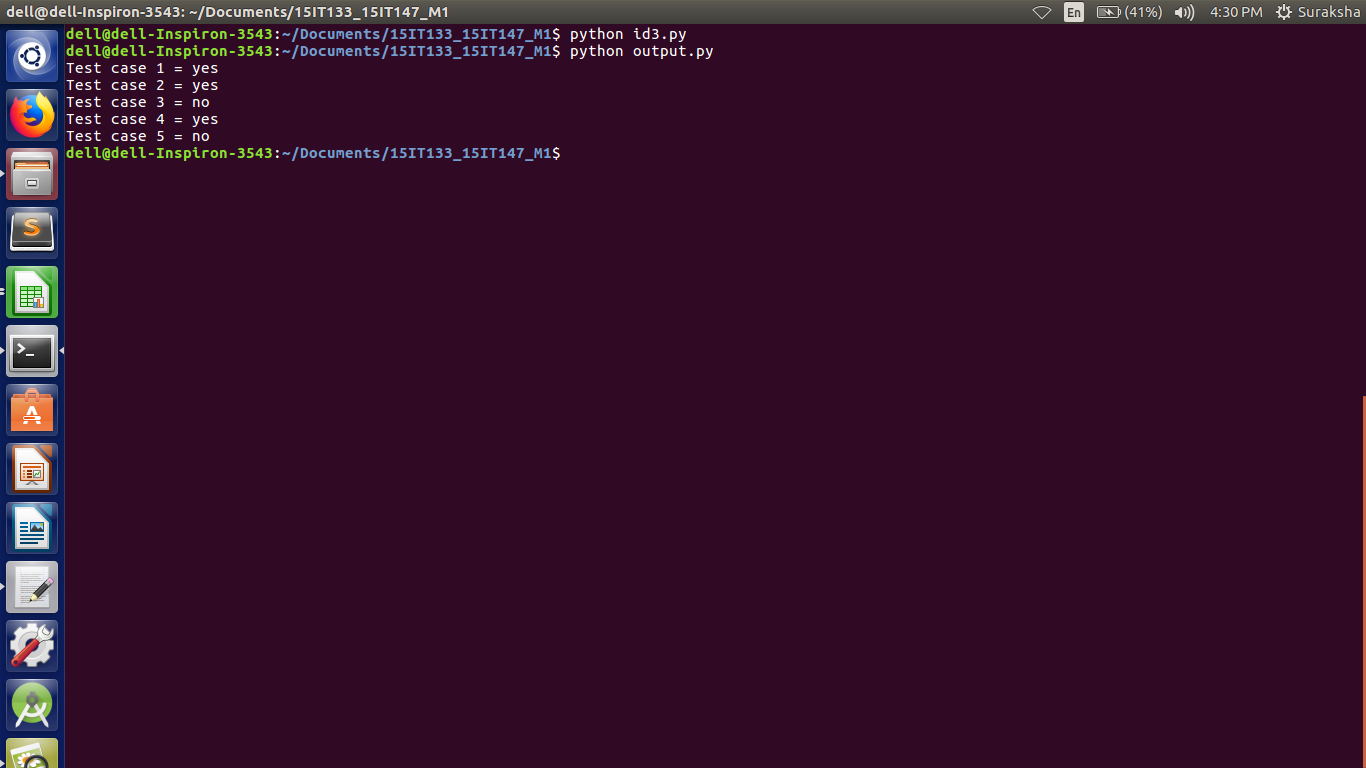 dell@dell-Inspiron-3543: ~/Documents/15IT133_15IT147_M1 En (41%) 4:30 PM Suraksha
dell@dell-Inspiron-3543:~/Documents/15IT133_15IT147_M1$ python id3.py
dell@dell-Inspiron-3543:~/Documents/15IT133_15IT147_M1$ python output.py
Test case 1 = yes
Test case 2 = yes
Test case 3 = no
Test case 4 = yes
Test case 5 = no
dell@dell-Inspiron-3543:~/Documents/15IT133_15IT147_M1$